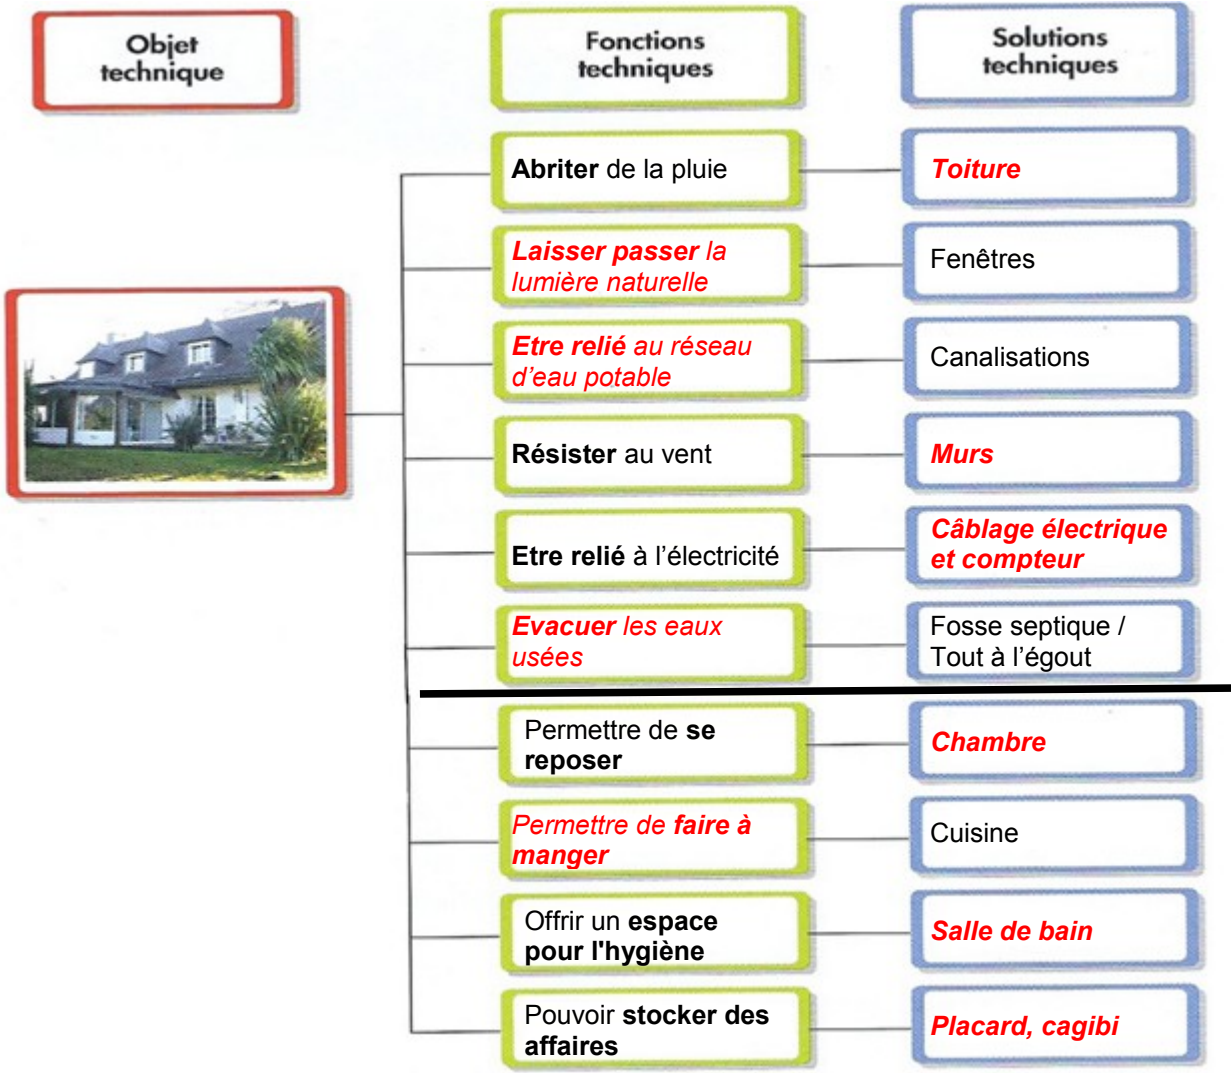 Objet
technique
Fonctions
techniques
Solutions
techniques
Abriter de la pluie
Toiture
Laisser passer la
lumière naturelle
Fenêtres
Etre relié au réseau
d’eau potable
Canalisations
Résister au vent
Murs
Etre relié à l’électricité
Câblage électrique
et compteur
Evacuer les eaux
usées
Fosse septique /
Tout à l’égout
Permettre de se
reposer
Chambre
Permettre de faire à
manger
Cuisine
Offrir un espace
pour l'hygiène
Salle de bain
Pouvoir stocker des
affaires
Placard, cagibi